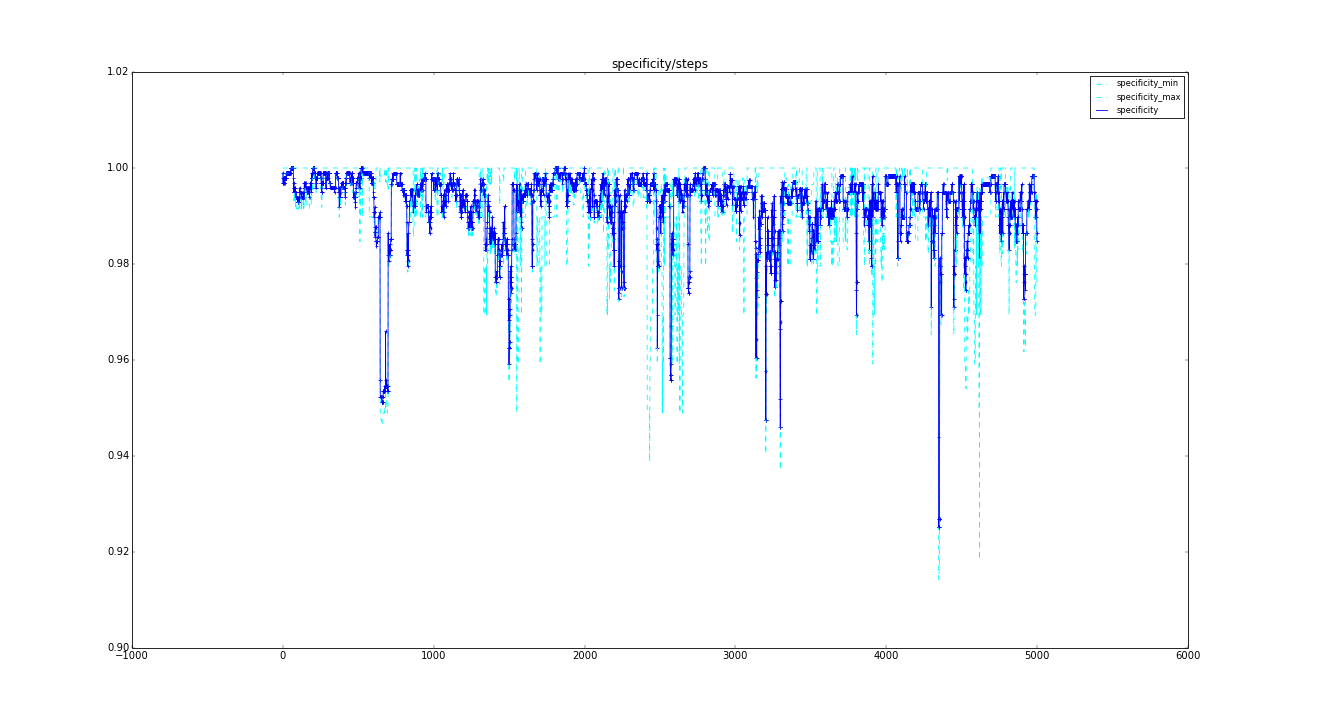 specificity/steps
1.02
specificity_min
specificity_max
specificity
1.00
0.98
0.96
0.94
0.92
0.90
−1000 0 1000 2000 3000 4000 5000 6000